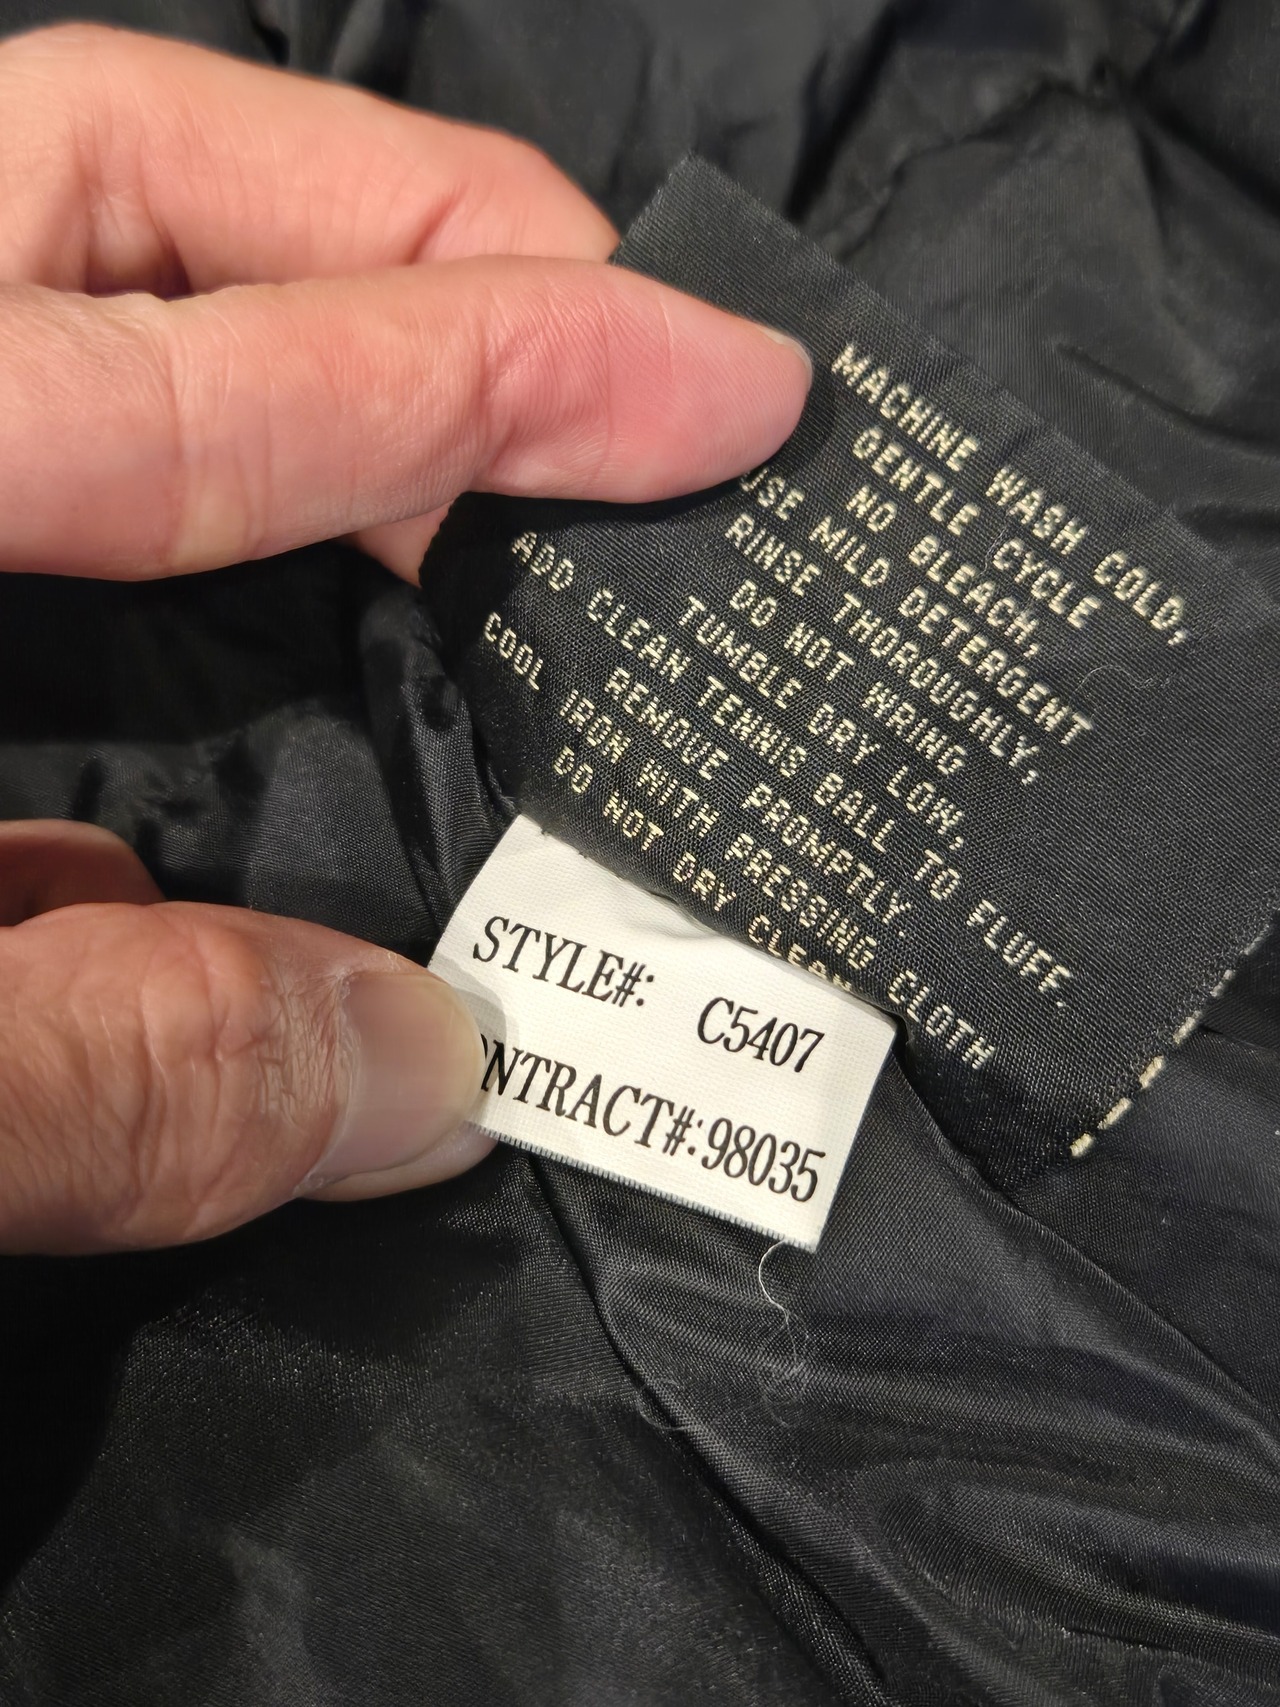 MACHINE WASH COLD,
GENTLE CYCLE
NO BLEACH,
USE MILD DETERGENT
RINSE THOROUGHLY,
DO NOT WRING
TUMBLE DRY LOW,
ADD CLEAN TENNIS BALL TO FLUFF,
REMOVE PROMPTLY.
COOL IRON WITH PRESSING CLOTH
DO NOT DRY CLEAN
STYLE#: C5407
ONTRACT#:98035